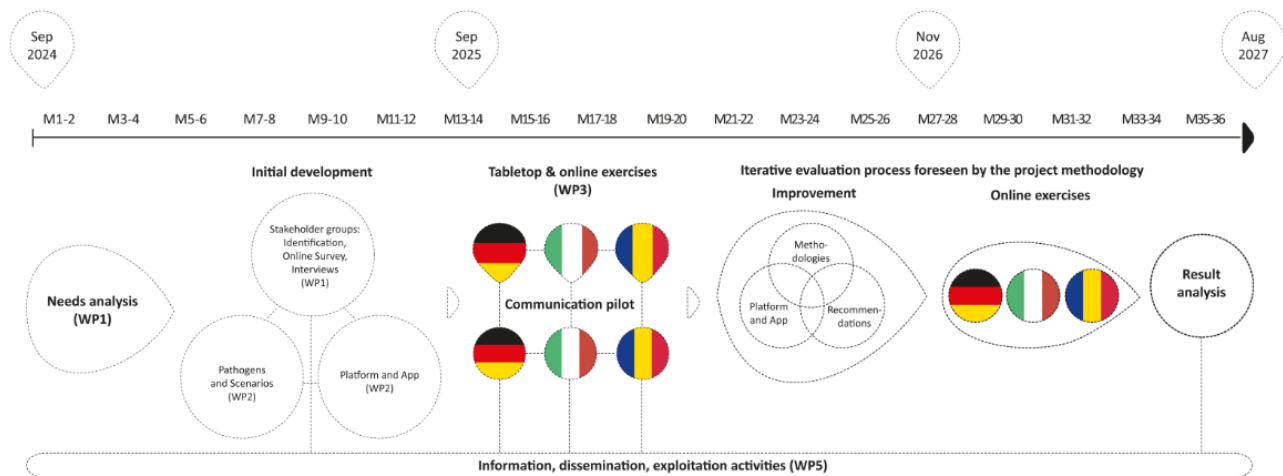 Sep
2024
Sep
2025
Nov
2026
Aug
2027
M1-2 M3-4 M5-6 M7-8 M9-10 M11-12 M13-14 M15-16 M17-18 M19-20 M21-22 M23-24 M25-26 M27-28 M29-30 M31-32 M33-34 M35-36
Needs analysis
(WP1)
Initial development
Stakeholder groups:
Identification,
Online Survey,
Interviews
(WP1)
Pathogens
and Scenarios
(WP2)
Platform and App
(WP2)
Tabletop & online exercises
(WP3)
Communication pilot
Iterative evaluation process foreseen by the project methodology
Improvement
Metho-
dologies
Platform
and App
Recommen-
dations
Online exercises
Result
analysis
Information, dissemination, exploitation activities (WP5)